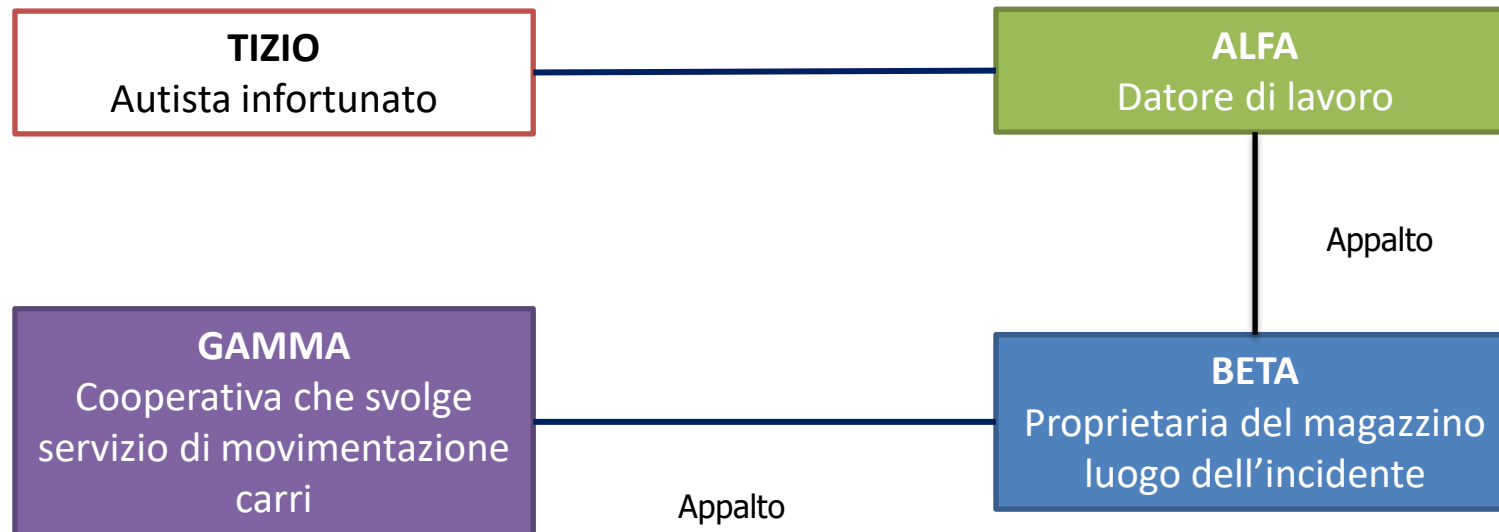 TIZIO
Autista infortunato
ALFA
Datore di lavoro
Appalto
GAMMA
Cooperativa che svolge
servizio di movimentazione
carri
BETA
Proprietaria del magazzino
luogo dell’incidente
Appalto